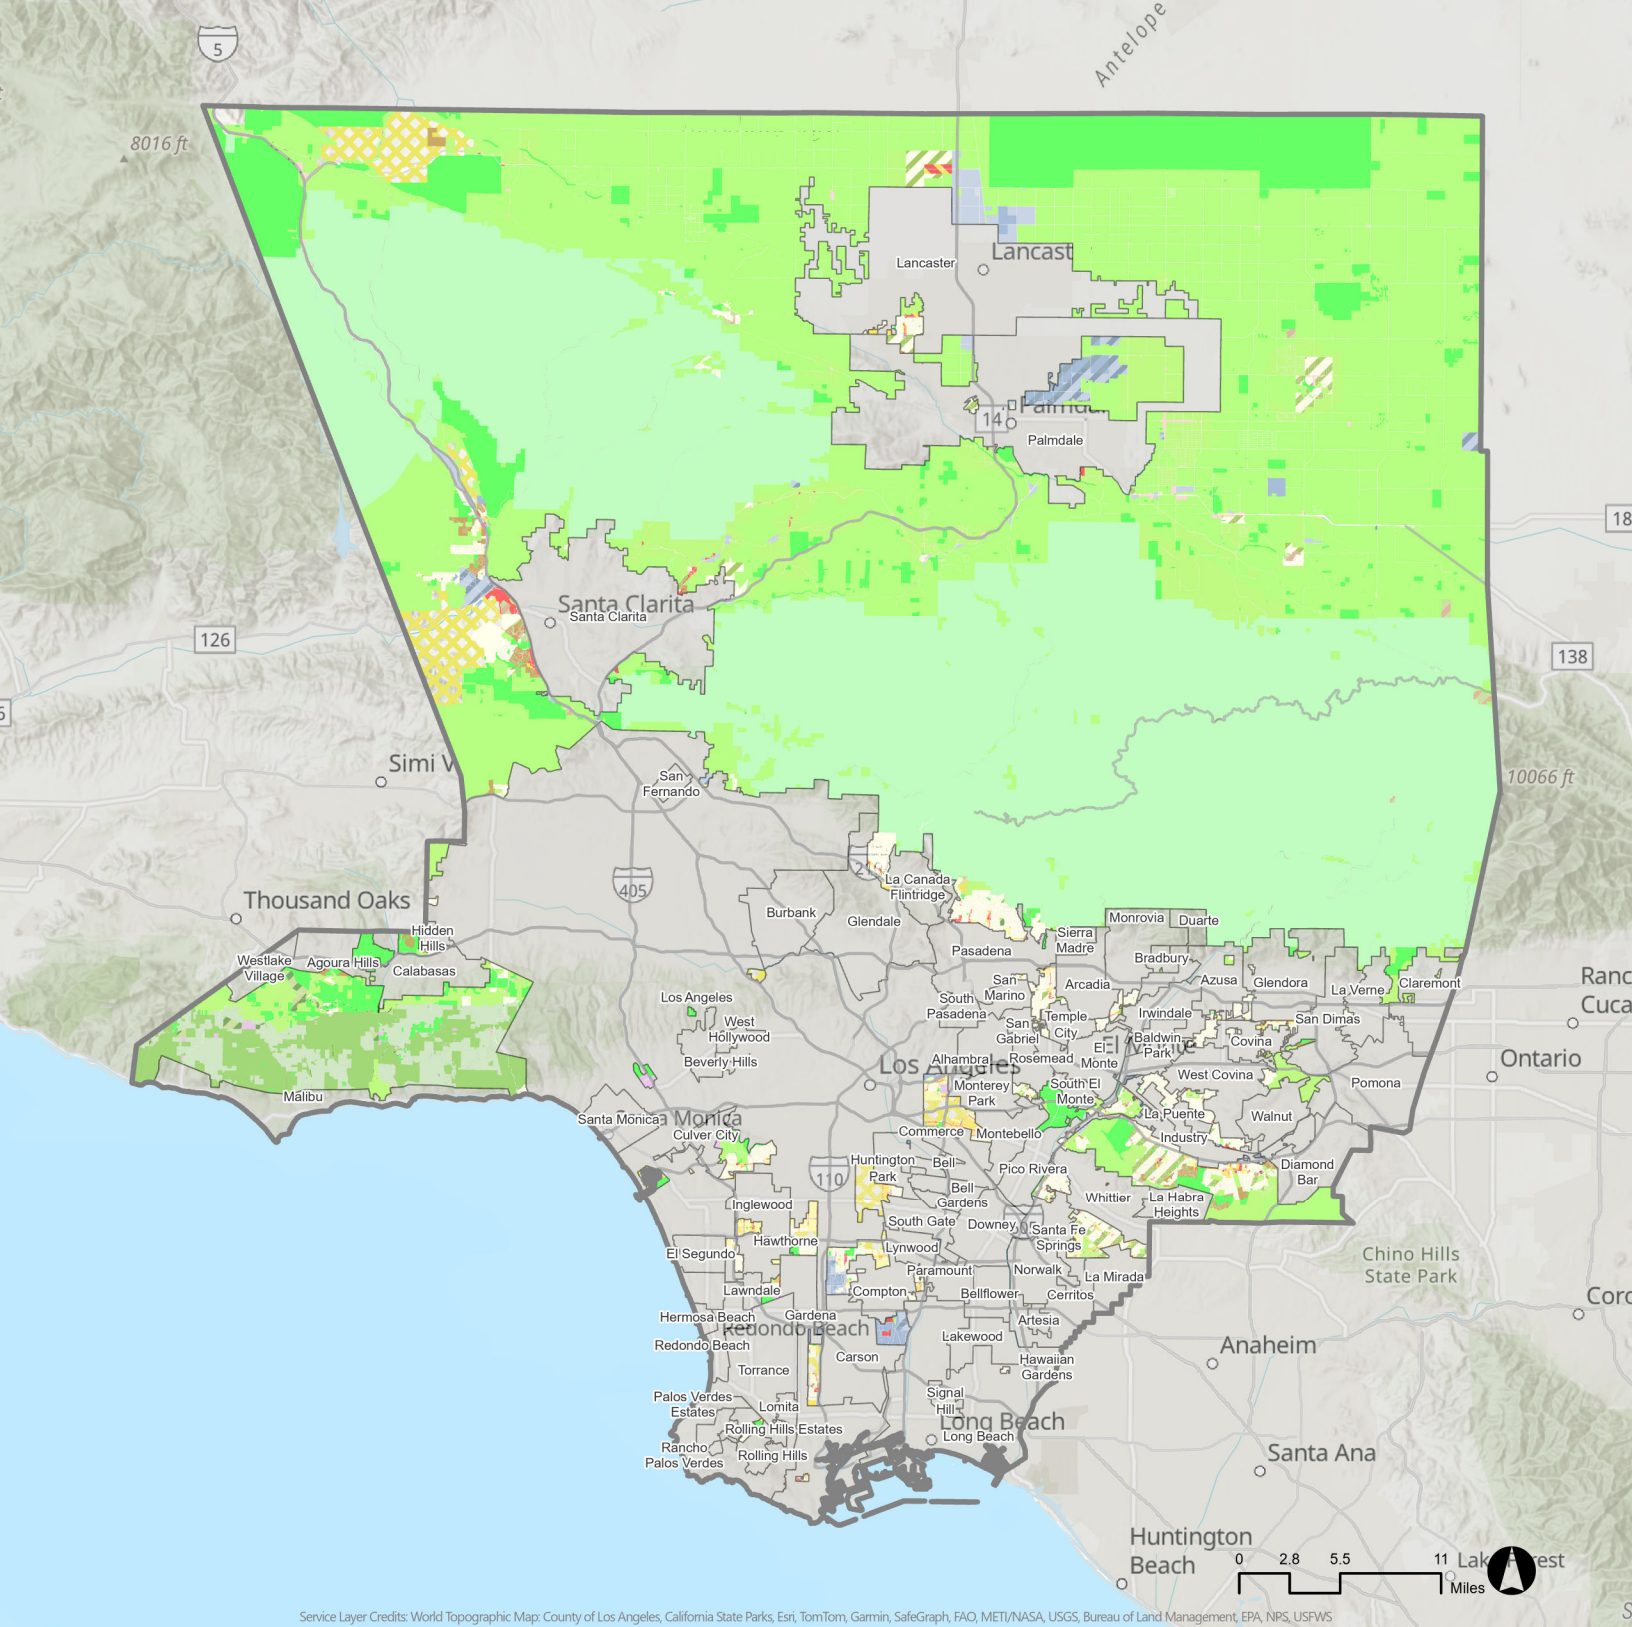 5
Antelope
8016 ft
Lancast
Lancaster
14
Palmdale
18
Santa Clarita
Santa Clarita
126
138
Simi V
10066 ft
San
Fernando
Thousand Oaks
405
La Canada
Flintridge
Burbank
Glendale
Hidden
Hills
Westlake
Village
Agoura Hills
Calabasas
Monrovia
Duarte
Sierra
Madre
Pasadena
Bradbury
San
Marino
Arcadia
Azusa
Glendora
La Verne
Claremont
Ranc
Cuca
Los Angeles
South
Pasadena
West
Hollywood
San
Gabriel
Temple
City
Irwindale
San Dimas
Covina
Baldwin
Park
El
Monte
Rosemead
Alhambra
Beverly Hills
Los Angeles
Ontario
Monterey
Park
South El
Monte
West Covina
Pomona
Malibu
Santa Monica
a Monica
Culver City
Commerce
Montebello
La Puente
Walnut
Industry
Huntington
Park
Bell
Pico Rivera
Diamond
Bar
110
Bell
Gardens
Whittier
La Habra
Heights
Inglewood
South Gate
Downey
Santa Fe
Springs
El Segundo
Hawthorne
Lynwood
Chino Hills
State Park
Paramount
Norwalk
La Mirada
Lawndale
Compton
Bellflower
Cerritos
Coro
Hermosa Beach
Gardena
Artesia
Redondo Beach
Lakewood
Redondo Beach
Anaheim
Torrance
Carson
Hawaiian
Gardens
Palos Verdes
Estates
Lomita
Signal
Hill
Rolling Hills Estates
Long Beach
Long Beach
Rancho
Palos Verdes
Rolling Hills
Santa Ana
Huntington
Beach
0 2.8 5.5 11
Miles
Service Layer Credits: World Topographic Map: County of Los Angeles, California State Parks, Esri, TomTom, Garmin, SafeGraph, FAO, METI/NASA, USGS, Bureau of Land Management, EPA, NPS, USFWS